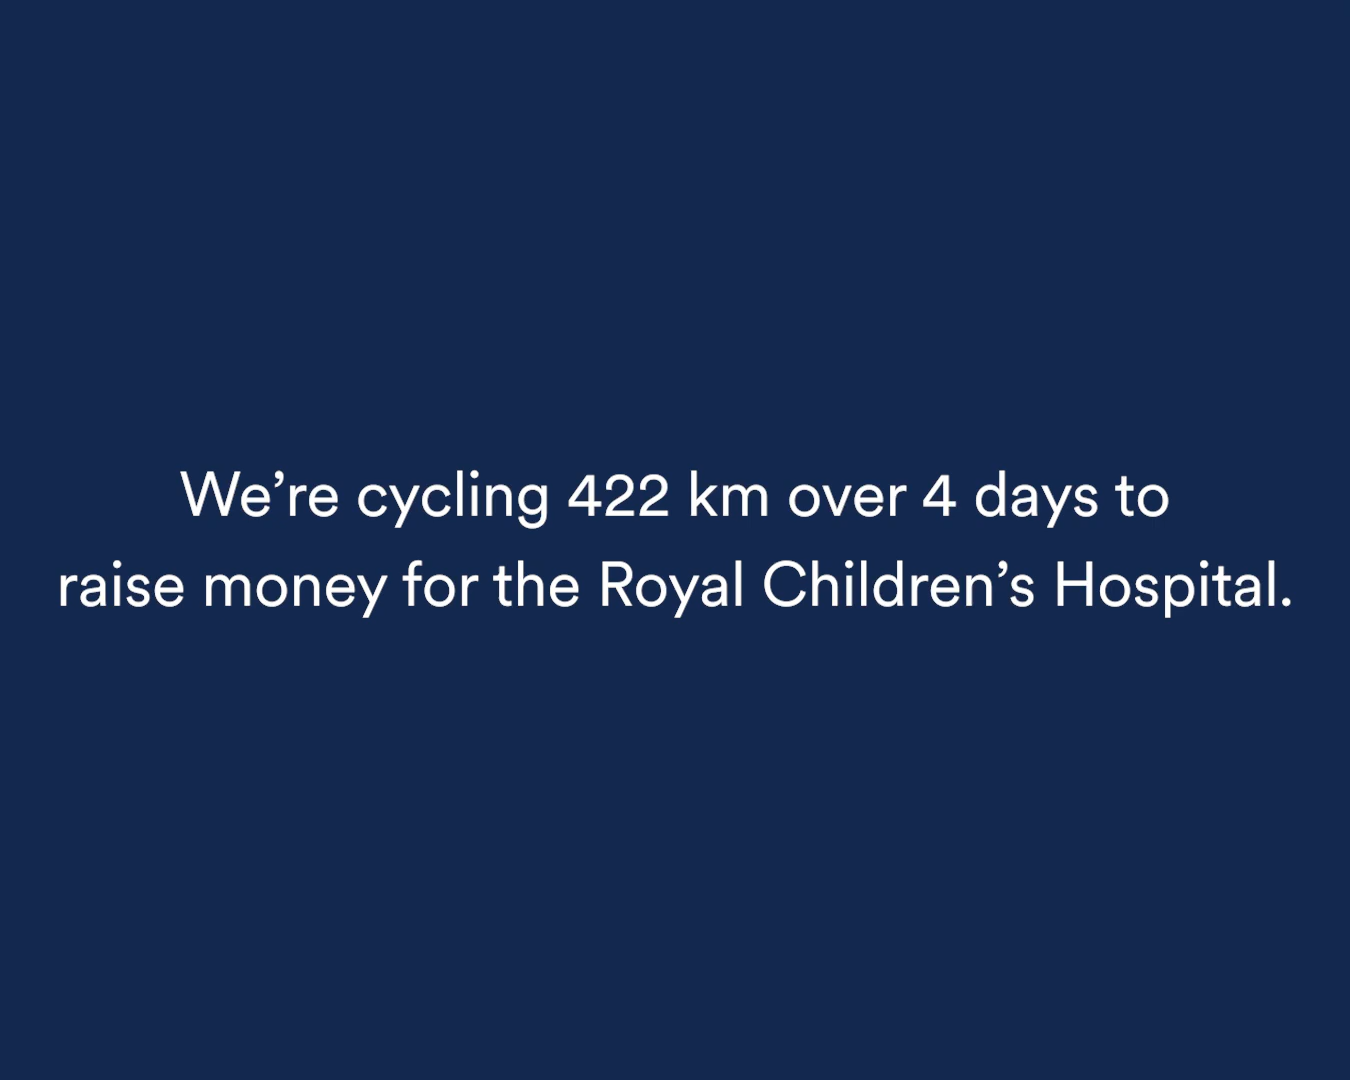 We’re cycling 422 km over 4 days to
raise money for the Royal Children’s Hospital.